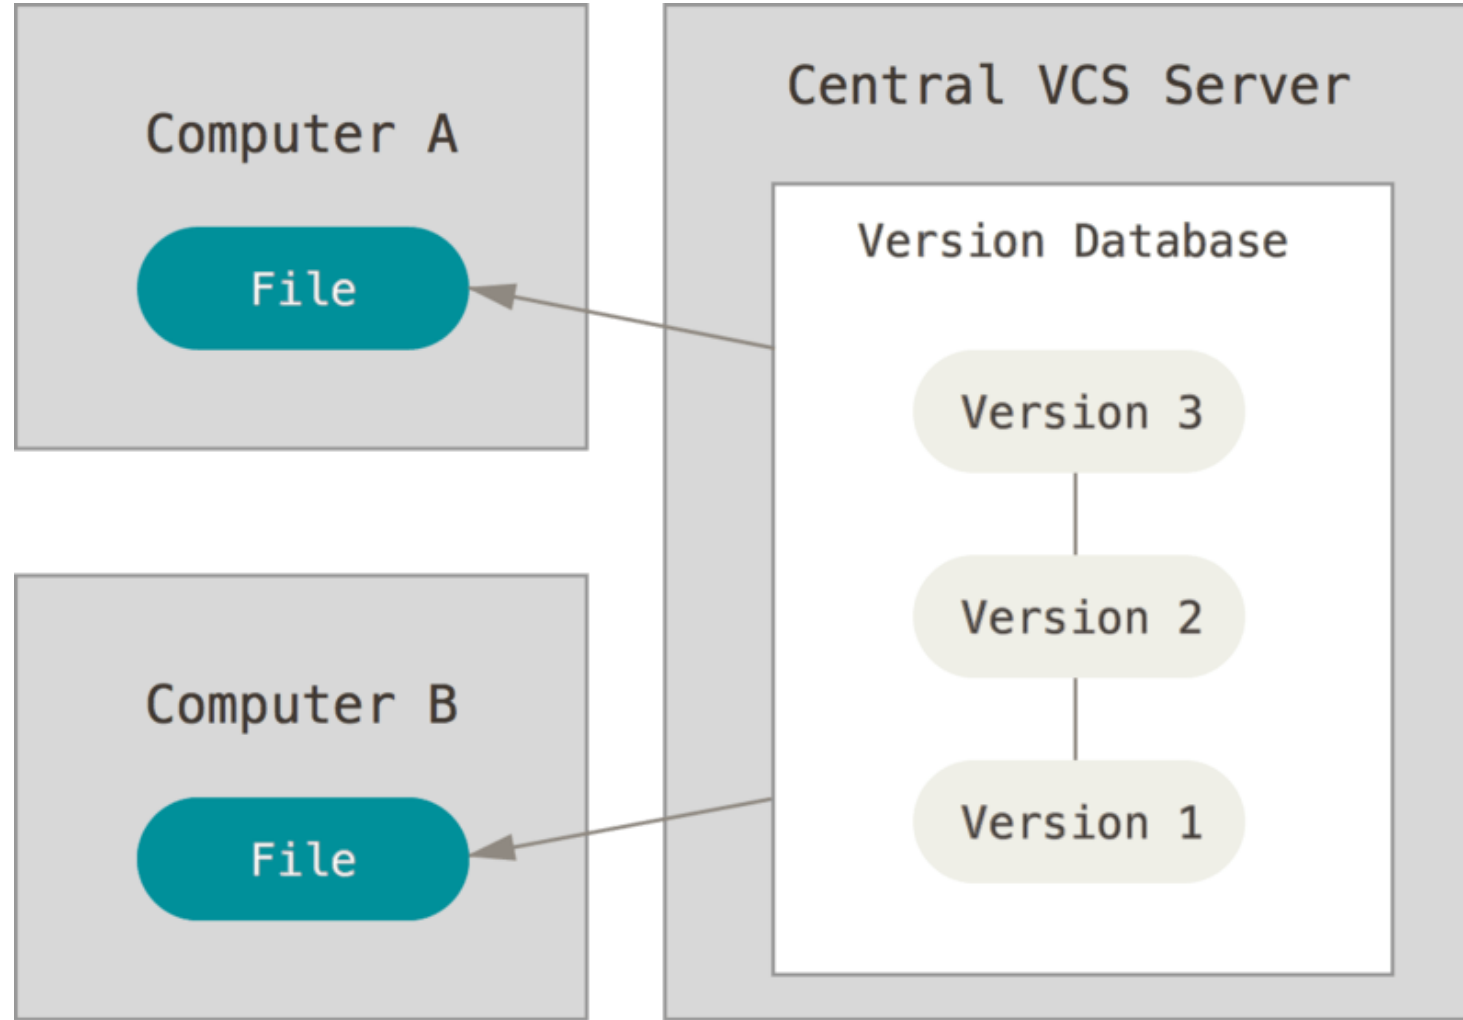 Computer A
File
Computer B
File
Central VCS Server
Version Database
Version 3
Version 2
Version 1